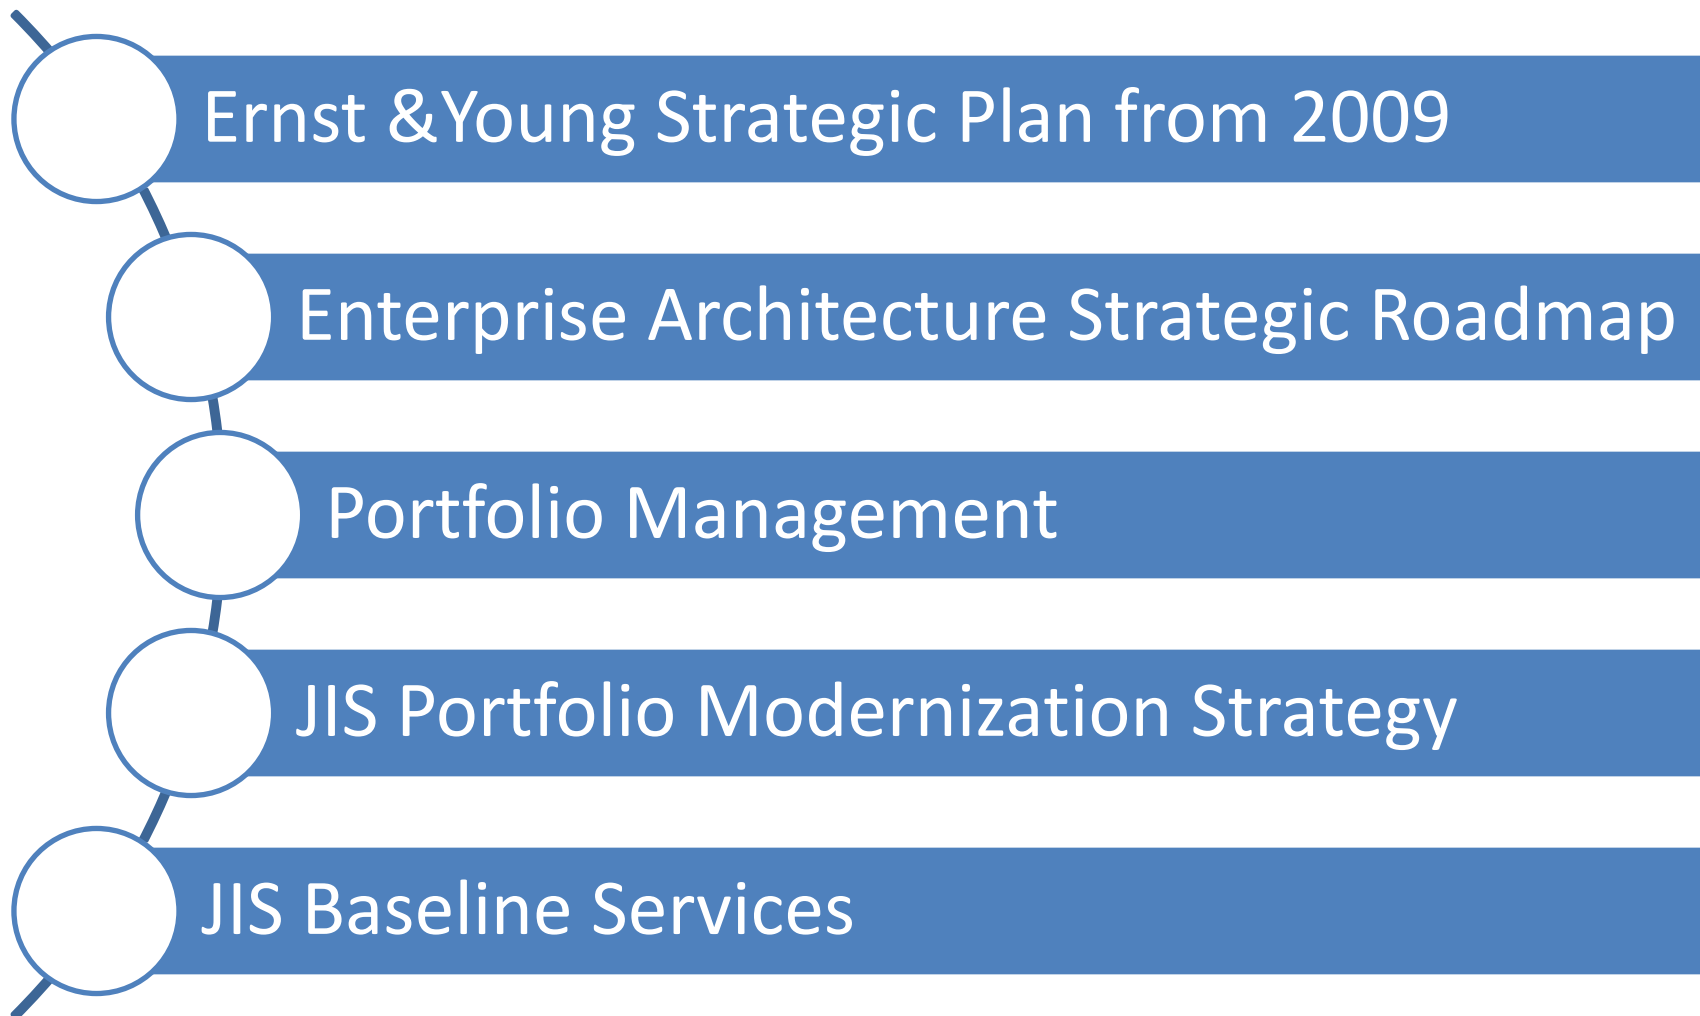 Ernst &Young Strategic Plan from 2009
Enterprise Architecture Strategic Roadmap
Portfolio Management
JIS Portfolio Modernization Strategy
JIS Baseline Services